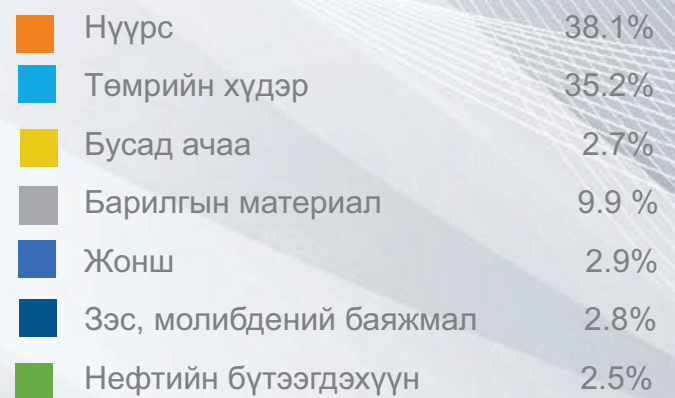 Нүүрс 38.1%
Төмрийн хүдэр 35.2%
Бусад ачаа 2.7%
Барилгын материал 9.9 %
Жонш 2.9%
Зэс, молибдений баяжмал 2.8%
Нефтийн бүтээгдэхүүн 2.5%